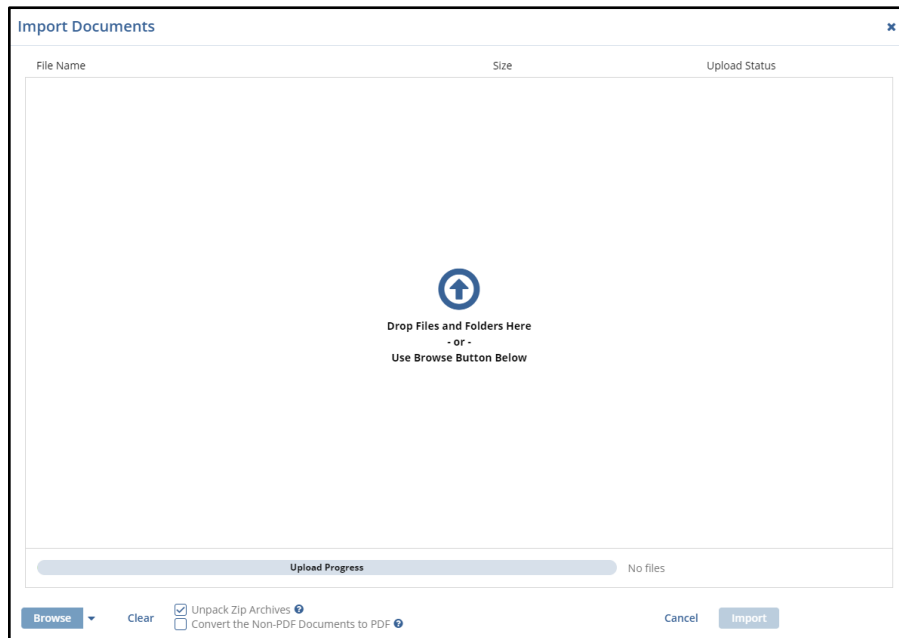 Import Documents
File Name Size Upload Status
Drop Files and Folders Here
- or -
Use Browse Button Below
Upload Progress No files
Browse Clear Unpack Zip Archives Cancel Import
Convert the Non-PDF Documents to PDF